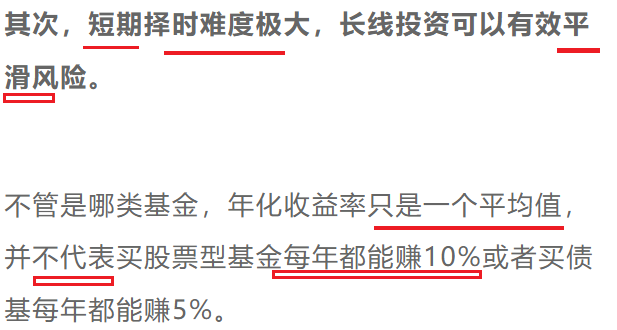 其次，短期择时难度极大，长线投资可以有效平
滑风险。
不管是哪类基金，年化收益率只是一个平均值，
并不代表买股票型基金每年都能赚10%或者买债
基每年都能赚5%。